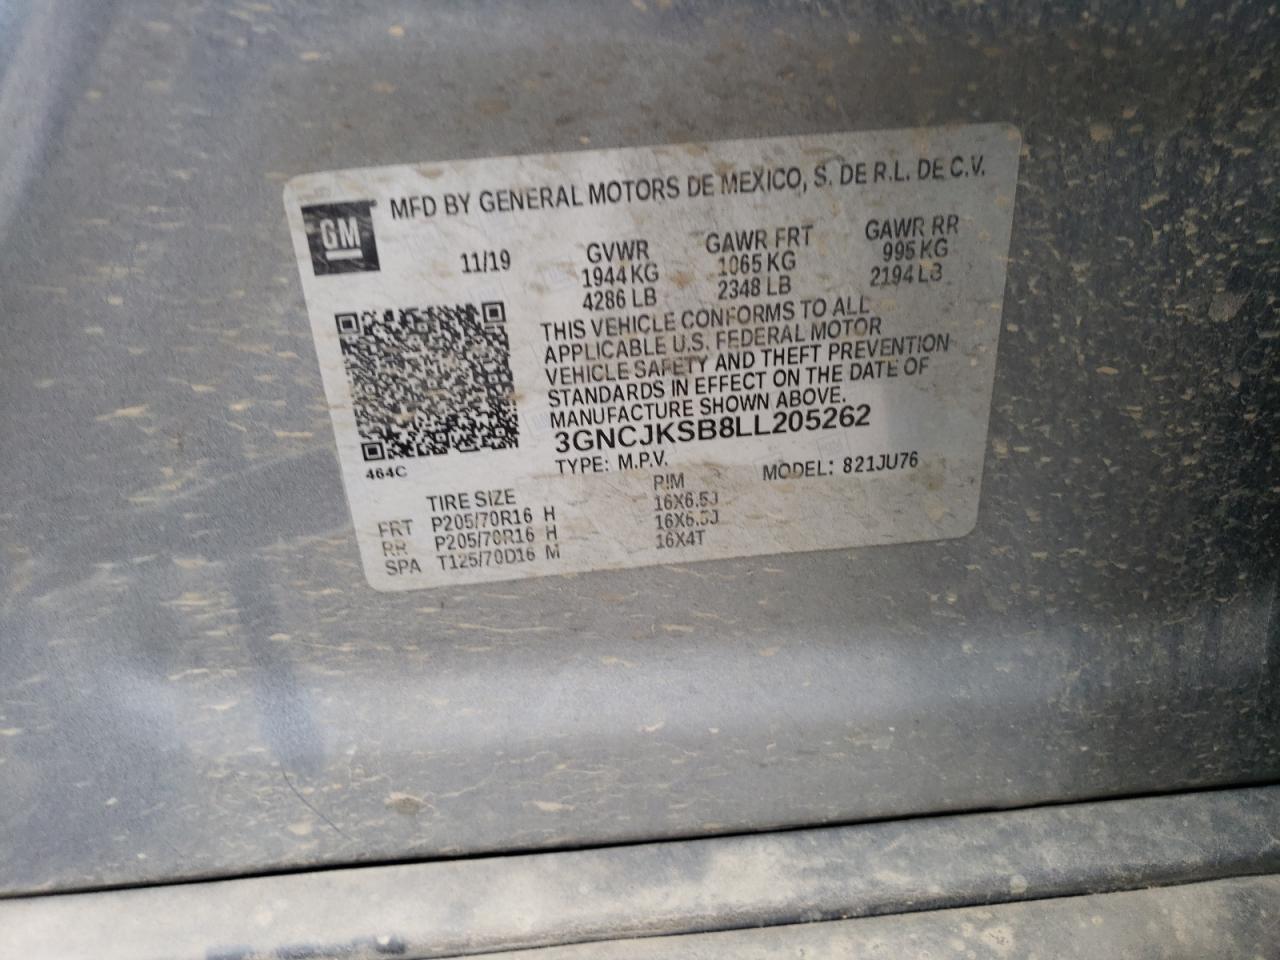 MFD BY GENERAL MOTORS DE MEXICO, S. DE R.L. DE C.V.
GM
11/19 GVWR GAWR FRT GAWR RR
1944 KG 1065 KG 995 KG
4286 LB 2348 LB 2194 LB
THIS VEHICLE CONFORMS TO ALL
APPLICABLE U.S. FEDERAL MOTOR
VEHICLE SAFETY AND THEFT PREVENTION
STANDARDS IN EFFECT ON THE DATE OF
MANUFACTURE SHOWN ABOVE.
3GNCJKSB8LL205262
464C
TYPE: M.P.V. MODEL: 821JU76
TIRE SIZE RIM
FRT P205/70R16 H 16X6.5J
RR P205/70R16 H 16X6.5J
SPA T125/70D16 M 16X4T